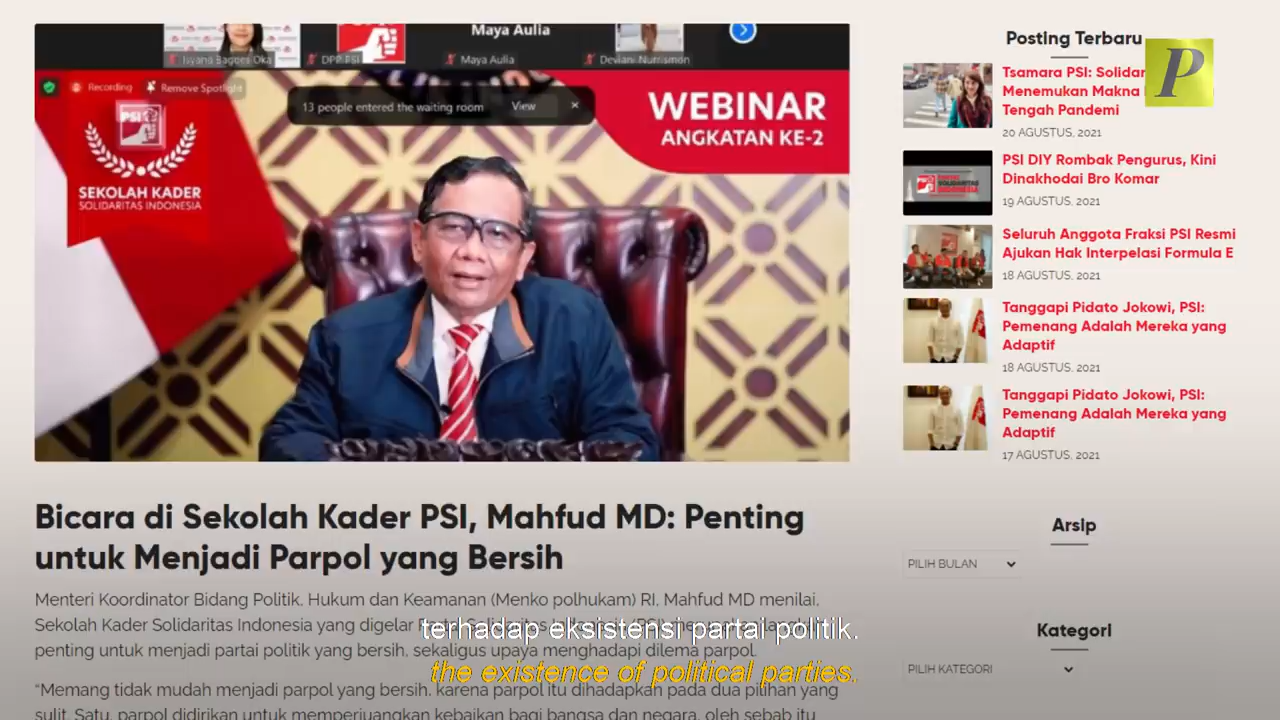 Maya Aulia
Isyana Bagoes Oka
DPP PSI
Maya Aulia
Deviani Nurrismon
Recording
Remove Spotlight
13 people entered the waiting room
View
WEBINAR
ANGKATAN KE-2
PSI
SEKOLAH KADER
SOLIDARITAS INDONESIA
Bicara di Sekolah Kader PSI, Mahfud MD: Penting
untuk Menjadi Parpol yang Bersih
Menteri Koordinator Bidang Politik, Hukum dan Keamanan (Menko polhukam) RI, Mahfud MD menilai,
Sekolah Kader Solidaritas Indonesia yang digelar
penting untuk menjadi partai politik yang bersih, sekaligus upaya menghadapi dilema parpol.
"Memang tidak mudah menjadi parpol yang bersih, karena parpol itu dihadapkan pada dua pilihan yang
sulit. Satu, parpol didirikan untuk memperjuangkan kebaikan bagi bangsa dan negara, oleh sebab itu
terhadap eksistensi partai politik.
the existence of political parties.
Posting Terbaru
P
Tsamara PSI:
Menemukan Makna
Tengah Pandemi
20 AGUSTUS, 2021
PSI DIY Rombak Pengurus, Kini
Dinakhodai Bro Komar
19 AGUSTUS, 2021
Seluruh Anggota Fraksi PSI Resmi
Ajukan Hak Interpelasi Formula E
18 AGUSTUS, 2021
Tanggapi Pidato Jokowi, PSI:
Pemenang Adalah Mereka yang
Adaptif
18 AGUSTUS, 2021
Tanggapi Pidato Jokowi, PSI:
Pemenang Adalah Mereka yang
Adaptif
17 AGUSTUS, 2021
Arsip
PILIH BULAN
Kategori
PILIH KATEGORI